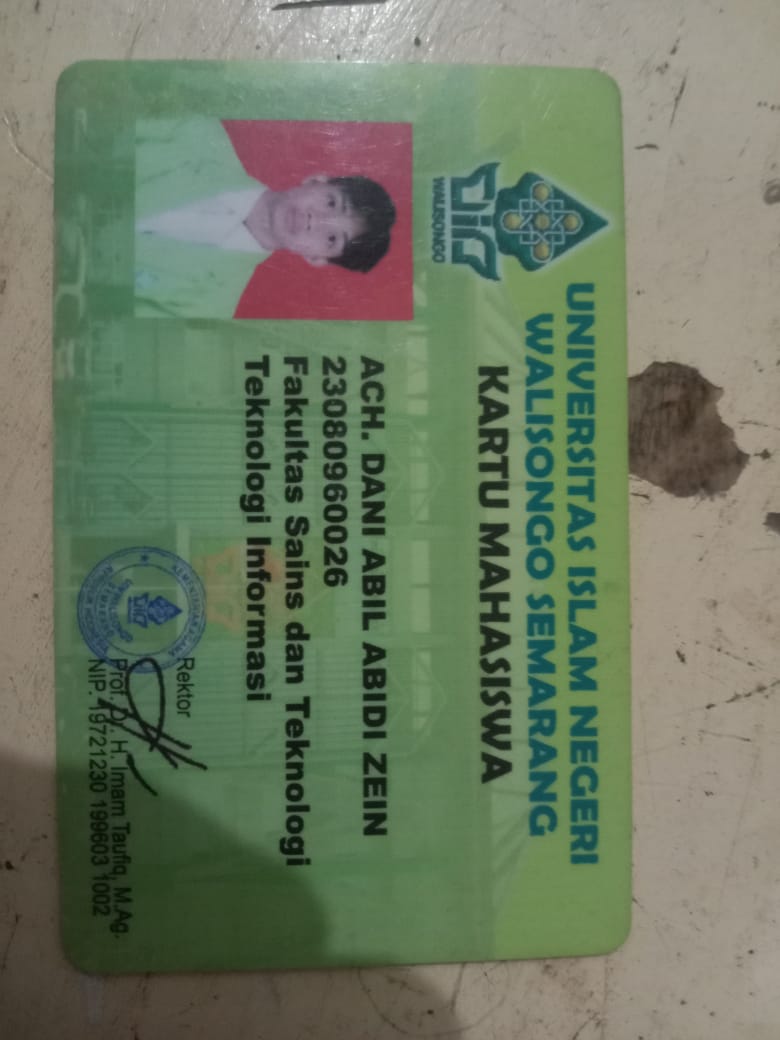 UNIVERSITAS ISLAM NEGERI
WALISONGO SEMARANG
KARTU MAHASISWA
WALISONGO
ACH. DANI ABIL ABIDI ZEIN
23080960026
Fakultas Sains dan Teknologi
Teknologi Informasi
Rektor
Prof. Dr. H. Imam Taufiq, M.Ag.
NIP. 19721230 199603 1002